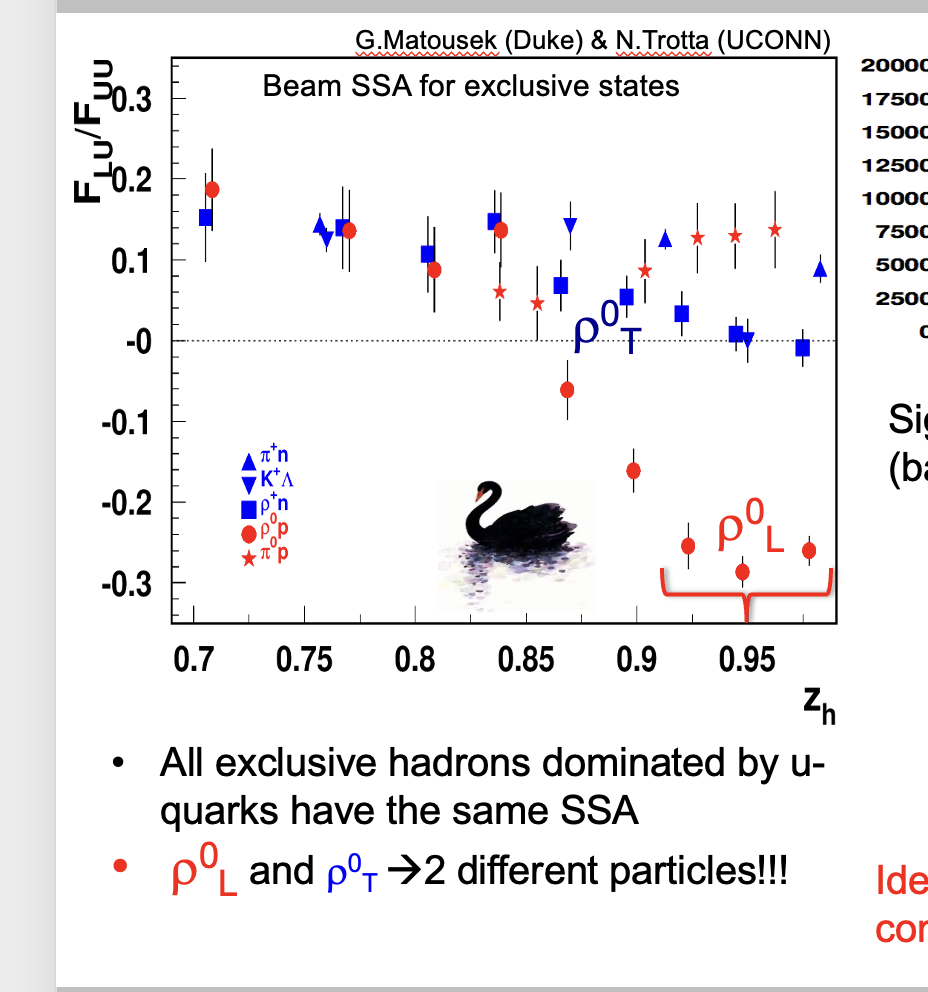 G.Matousek (Duke) & N.Trotta (UCONN)
Beam SSA for exclusive states
F_LU/F_UU
0.3
0.2
0.1
-0
-0.1
-0.2
-0.3
ρ⁰_T
π⁺n
K⁺Λ
ρ⁺n
ρ⁰p
π⁰p
ρ⁰_L
0.7 0.75 0.8 0.85 0.9 0.95
z_h
• All exclusive hadrons dominated by u-
quarks have the same SSA
• ρ⁰_L and ρ⁰_T →2 different particles!!!